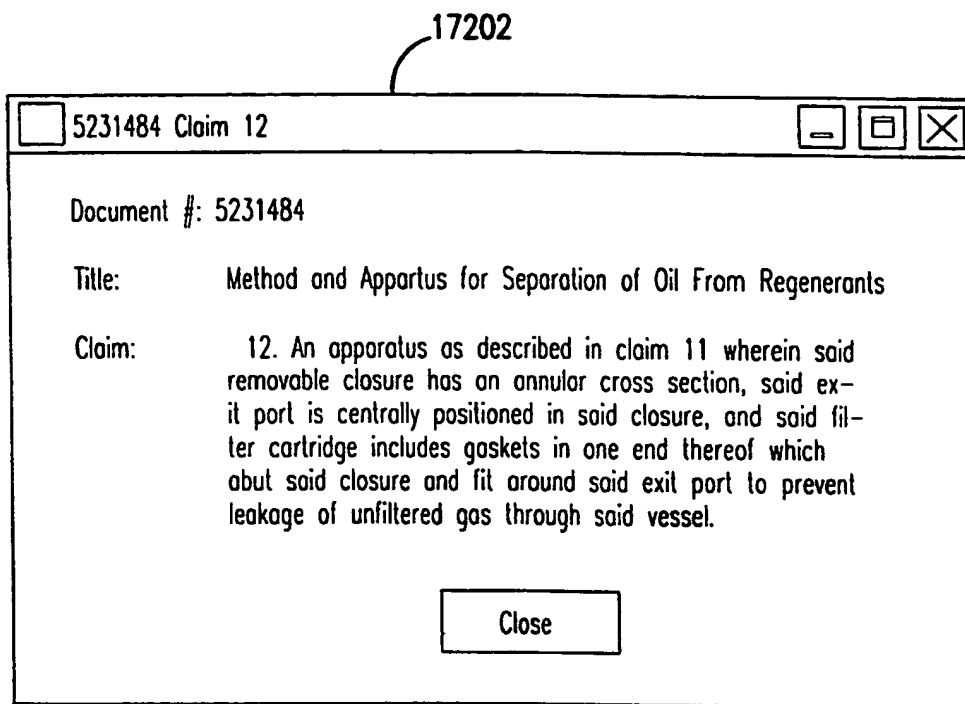 17202
5231484 Claim 12
Document #: 5231484
Title: Method and Appartus for Separation of Oil From Regenerants
Claim: 12. An apparatus as described in claim 11 wherein said
removable closure has an annular cross section, said ex-
it port is centrally positioned in said closure, and said fil-
ter cartridge includes gaskets in one end thereof which
abut said closure and fit around said exit port to prevent
leakage of unfiltered gas through said vessel.
Close